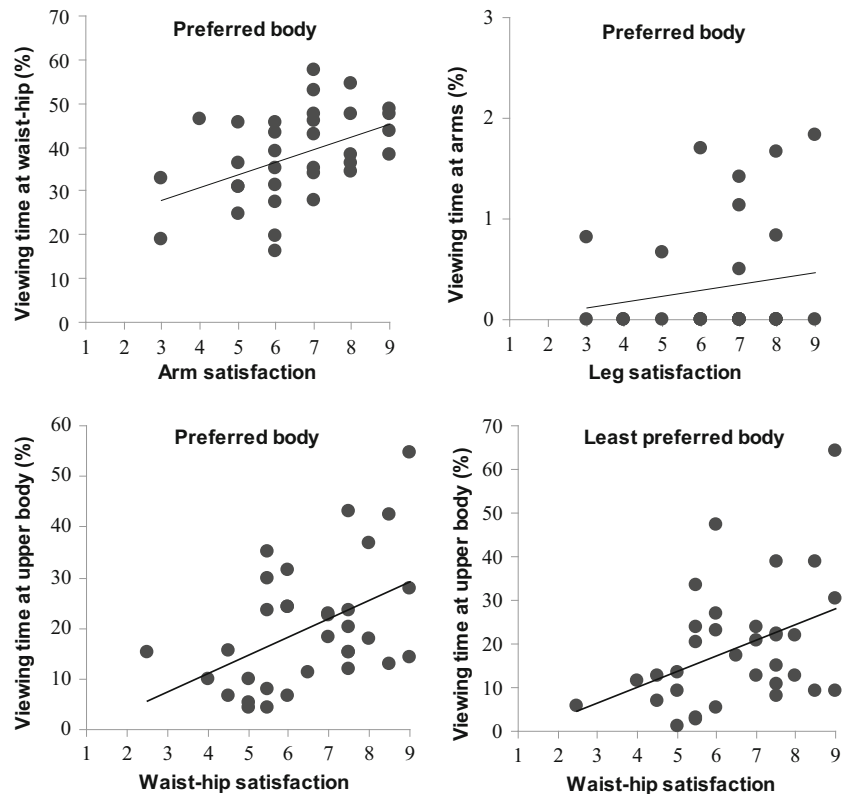 Preferred body
Viewing time at waist-hip (%)
70
60
50
40
30
20
10
0
1 2 3 4 5 6 7 8 9
Arm satisfaction
Preferred body
Viewing time at arms (%)
3
2
1
0
1 2 3 4 5 6 7 8 9
Leg satisfaction
Preferred body
Viewing time at upper body (%)
60
50
40
30
20
10
0
1 2 3 4 5 6 7 8 9
Waist-hip satisfaction
Least preferred body
Viewing time at upper body (%)
70
60
50
40
30
20
10
0
1 2 3 4 5 6 7 8 9
Waist-hip satisfaction